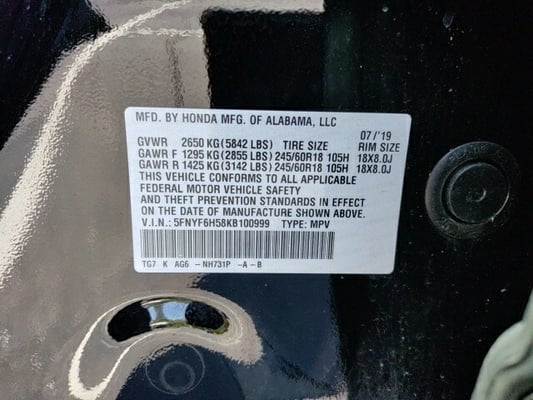 MFD. BY HONDA MFG. OF ALABAMA, LLC 07/'19
GVWR 2650 KG(5842 LBS) TIRE SIZE RIM SIZE
GAWR F 1295 KG(2855 LBS) 245/60R18 105H 18X8.0J
GAWR R 1425 KG(3142 LBS) 245/60R18 105H 18X8.0J
THIS VEHICLE CONFORMS TO ALL APPLICABLE
FEDERAL MOTOR VEHICLE SAFETY
AND THEFT PREVENTION STANDARDS IN EFFECT
ON THE DATE OF MANUFACTURE SHOWN ABOVE.
V.I.N.: 5FNYF6H58KB100999 TYPE: MPV
TG7 K AG6 -NH731P -A-B